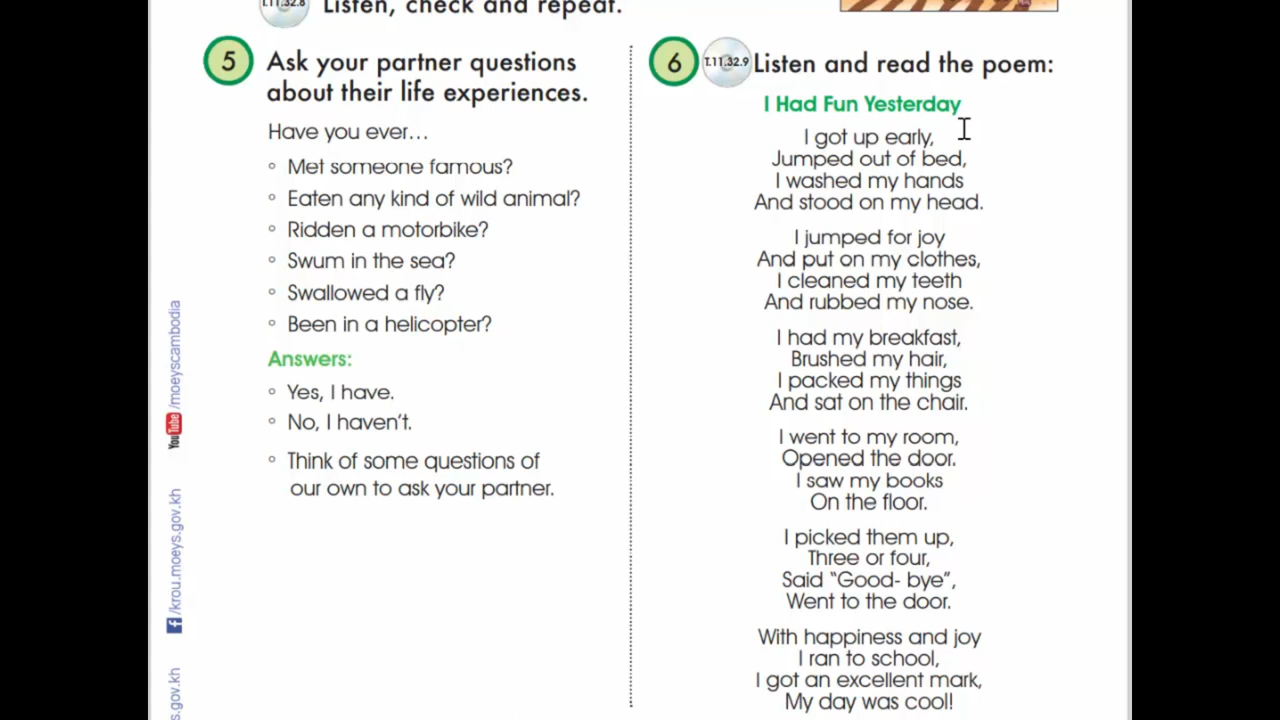 T.11.32.8
Listen, check and repeat.
5
Ask your partner questions
about their life experiences.
Have you ever...
° Met someone famous?
° Eaten any kind of wild animal?
° Ridden a motorbike?
° Swum in the sea?
° Swallowed a fly?
° Been in a helicopter?
Answers:
° Yes, I have.
° No, I haven't.
° Think of some questions of
our own to ask your partner.
6
T.11.32.9
Listen and read the poem:
I Had Fun Yesterday
I got up early,
Jumped out of bed,
I washed my hands
And stood on my head.
I jumped for joy
And put on my clothes,
I cleaned my teeth
And rubbed my nose.
I had my breakfast,
Brushed my hair,
I packed my things
And sat on the chair.
I went to my room,
Opened the door.
I saw my books
On the floor.
I picked them up,
Three or four,
Said "Good- bye",
Went to the door.
With happiness and joy
I ran to school,
I got an excellent mark,
My day was cool!
YouTube /moeyscambodia
f /krou.moeys.gov.kh
s.gov.kh